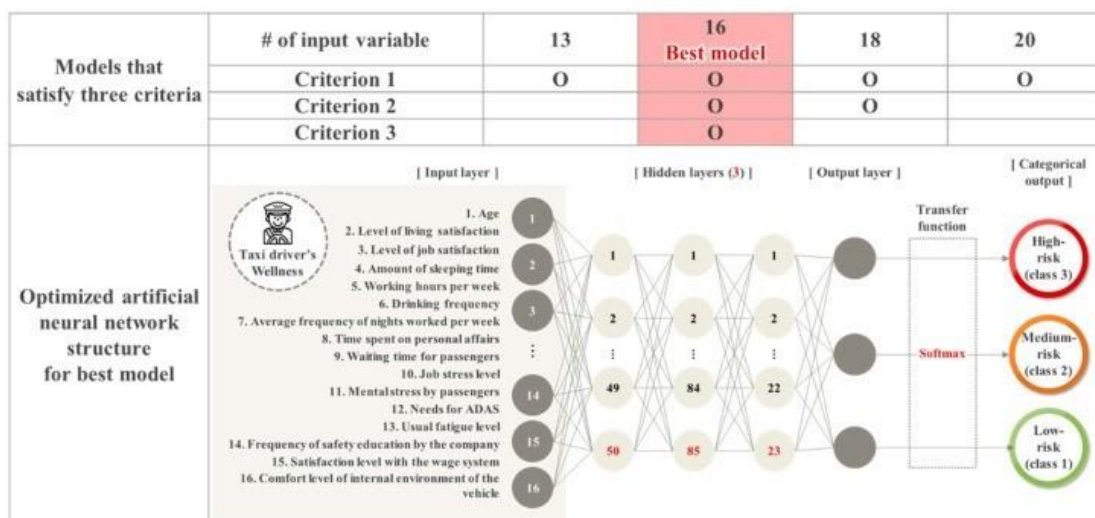 Models that
satisfy three criteria
# of input variable
13
16
Best model
18
20
Criterion 1
O
O
O
O
Criterion 2
O
O
Criterion 3
O
Optimized artificial
neural network
structure
for best model
[ Input layer ]
[ Hidden layers (3) ]
[ Output layer ]
[ Categorical
output ]
Taxi driver's
Wellness
1. Age
2. Level of living satisfaction
3. Level of job satisfaction
4. Amount of sleeping time
5. Working hours per week
6. Drinking frequency
7. Average frequency of nights worked per week
8. Time spent on personal affairs
9. Waiting time for passengers
10. Job stress level
11. Mental stress by passengers
12. Needs for ADAS
13. Usual fatigue level
14. Frequency of safety education by the company
15. Satisfaction level with the wage system
16. Comfort level of internal environment of the
vehicle
1
2
3
⋮
14
15
16
1
2
⋮
49
50
1
2
⋮
84
85
1
2
⋮
22
23
Transfer
function
Softmax
High-
risk
(class 3)
Medium-
risk
(class 2)
Low-
risk
(class 1)